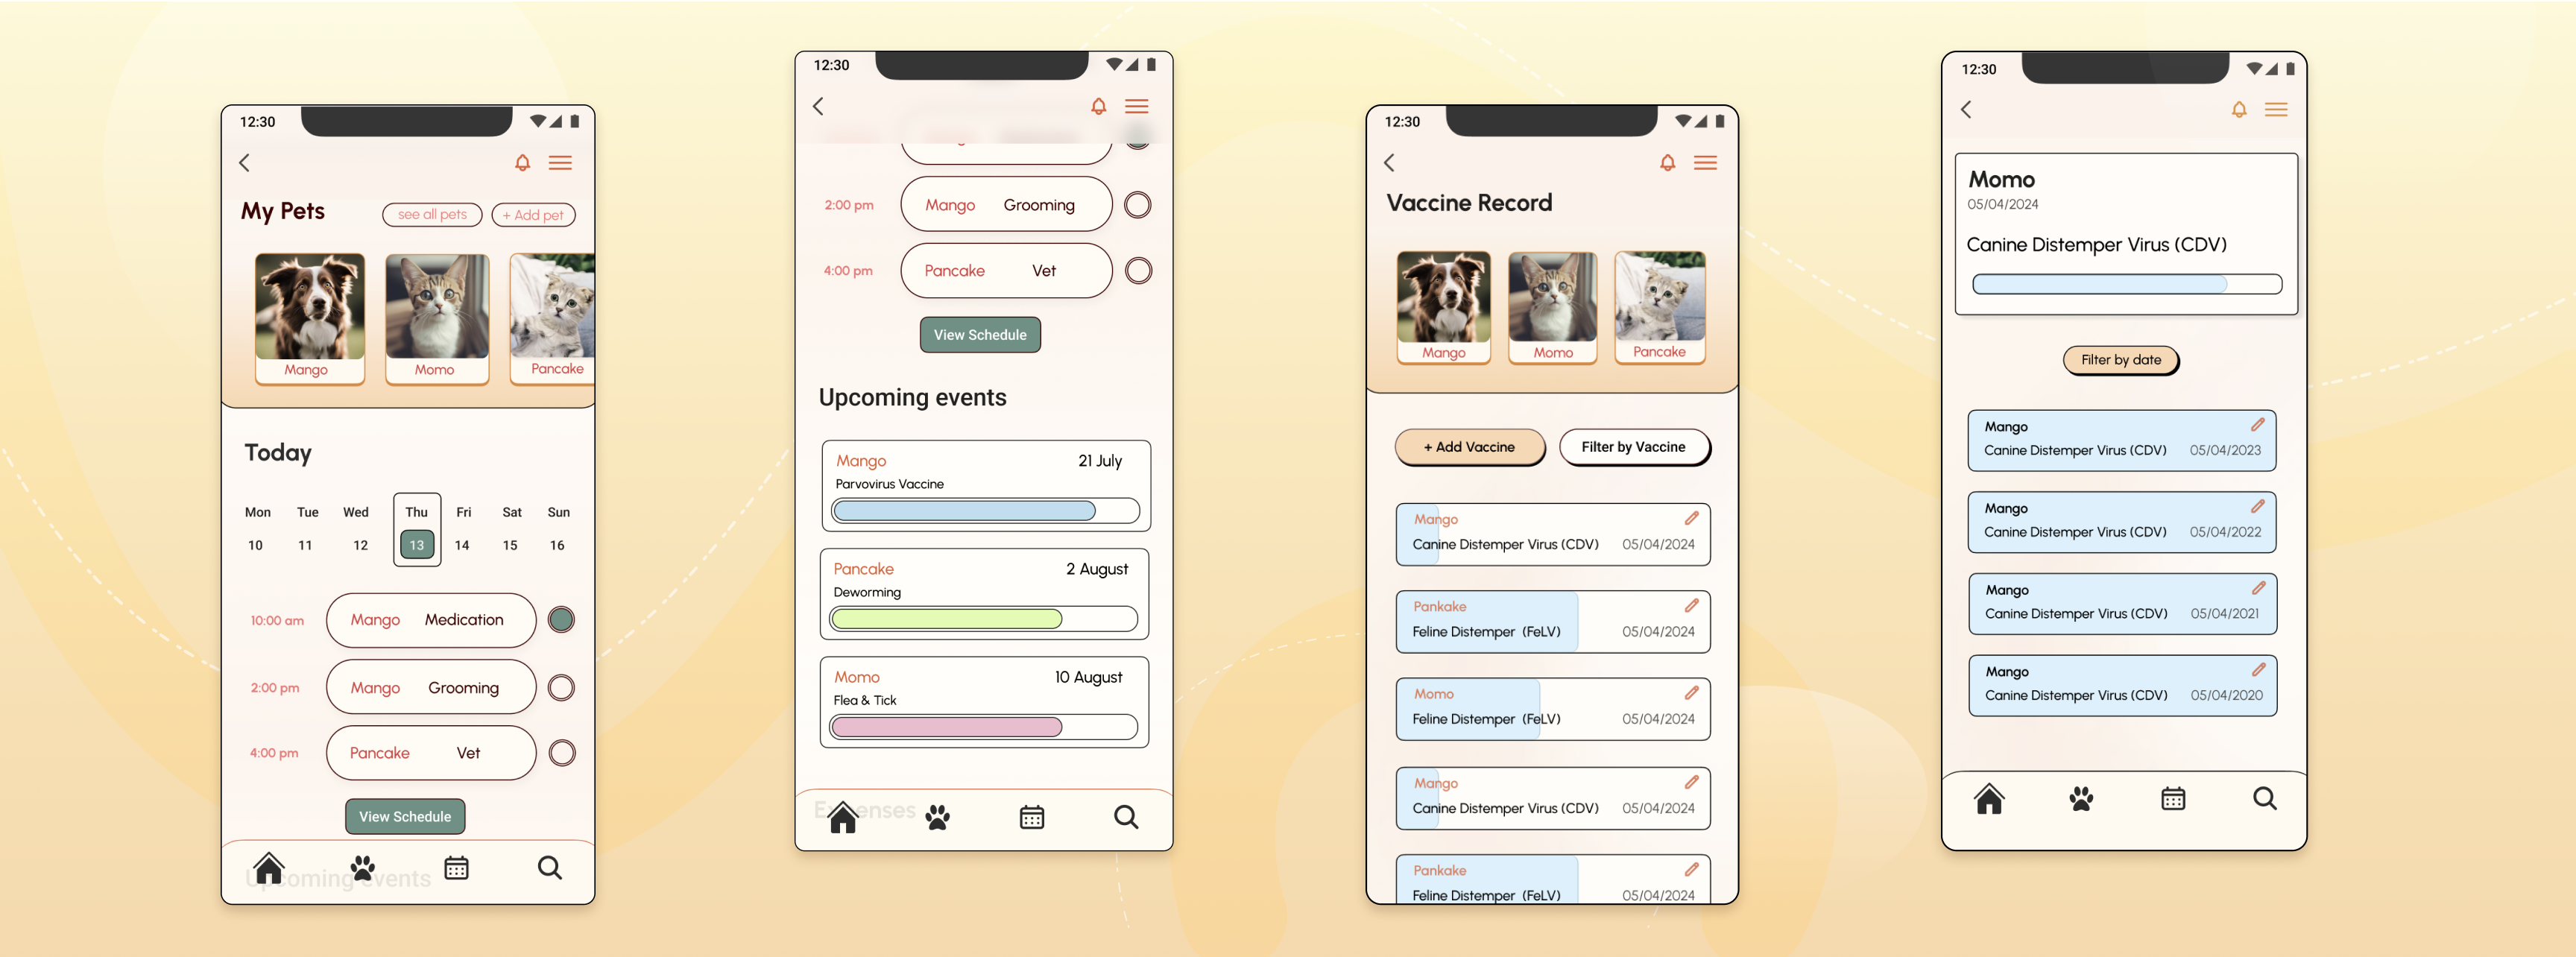 12:30
My Pets
see all pets
+ Add pet
Mango
Momo
Pancake
Today
Mon Tue Wed Thu Fri Sat Sun
10 11 12 13 14 15 16
10:00 am Mango Medication
2:00 pm Mango Grooming
4:00 pm Pancake Vet
View Schedule
Upcoming events
12:30
2:00 pm Mango Grooming
4:00 pm Pancake Vet
View Schedule
Upcoming events
Mango 21 July
Parvovirus Vaccine
Pancake 2 August
Deworming
Momo 10 August
Flea & Tick
Expenses
12:30
Vaccine Record
Mango
Momo
Pancake
+ Add Vaccine
Filter by Vaccine
Mango
Canine Distemper Virus (CDV) 05/04/2024
Pankake
Feline Distemper (FeLV) 05/04/2024
Momo
Feline Distemper (FeLV) 05/04/2024
Mango
Canine Distemper Virus (CDV) 05/04/2024
Pankake
Feline Distemper (FeLV) 05/04/2024
12:30
Momo
05/04/2024
Canine Distemper Virus (CDV)
Filter by date
Mango
Canine Distemper Virus (CDV) 05/04/2023
Mango
Canine Distemper Virus (CDV) 05/04/2022
Mango
Canine Distemper Virus (CDV) 05/04/2021
Mango
Canine Distemper Virus (CDV) 05/04/2020